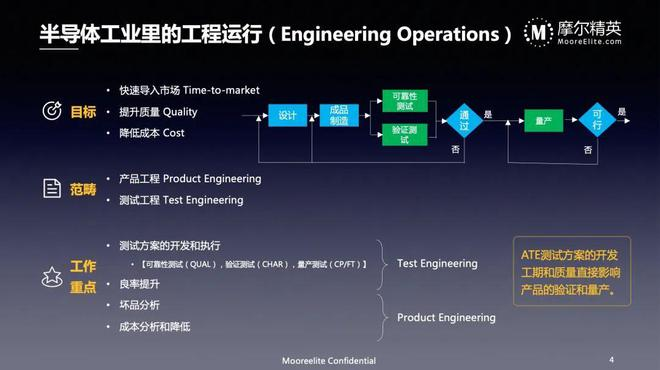 半导体工业里的工程运行（Engineering Operations）
摩尔精英
MooreElite.com
M
目标
• 快速导入市场 Time-to-market
• 提升质量 Quality
• 降低成本 Cost
设计
成品
制造
可靠性
测试
验证测
试
通
过
是
否
量产
可
行
是
否
范畴
• 产品工程 Product Engineering
• 测试工程 Test Engineering
工作
重点
• 测试方案的开发和执行
• 【可靠性测试（QUAL），验证测试（CHAR），量产测试（CP/FT）】
• 良率提升
• 坏品分析
• 成本分析和降低
Test Engineering
Product Engineering
ATE测试方案的开发
工期和质量直接影响
产品的验证和量产。
Mooreelite Confidential
4